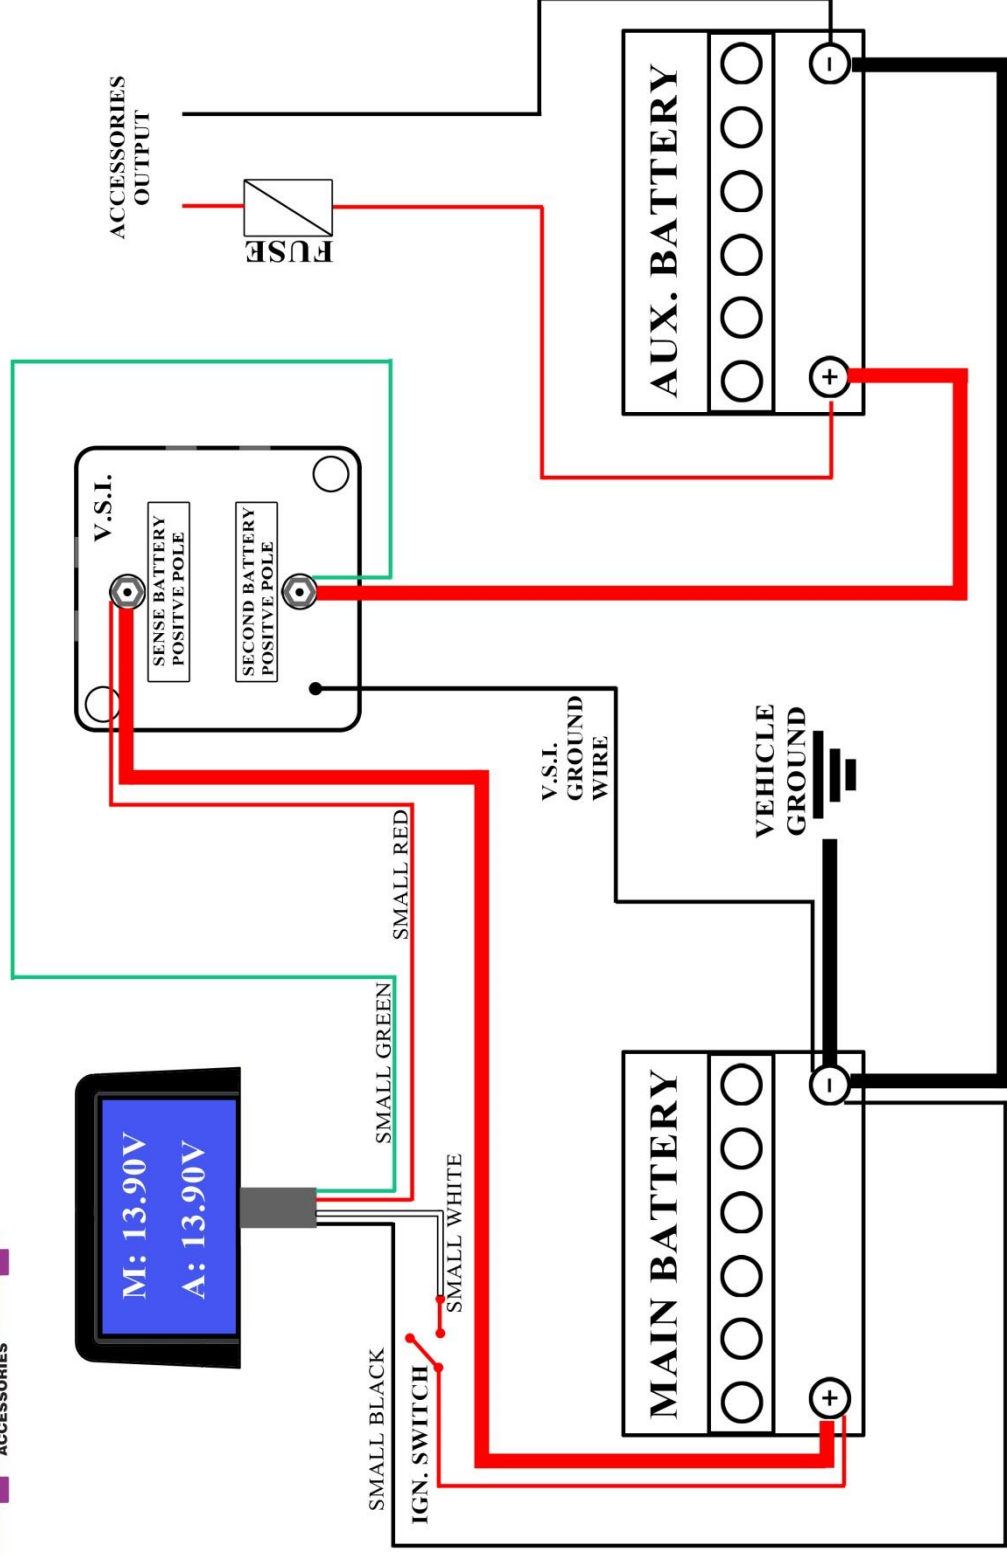 ACCESSORIES
M: 13.90V
A: 13.90V
V.S.I.
SENSE BATTERY
POSITVE POLE
SECOND BATTERY
POSITVE POLE
ACCESSORIES
OUTPUT
FUSE
SMALL BLACK
SMALL GREEN
SMALL RED
IGN. SWITCH
SMALL WHITE
V.S.I.
GROUND
WIRE
MAIN BATTERY
+ -
VEHICLE
GROUND
AUX. BATTERY
+ -